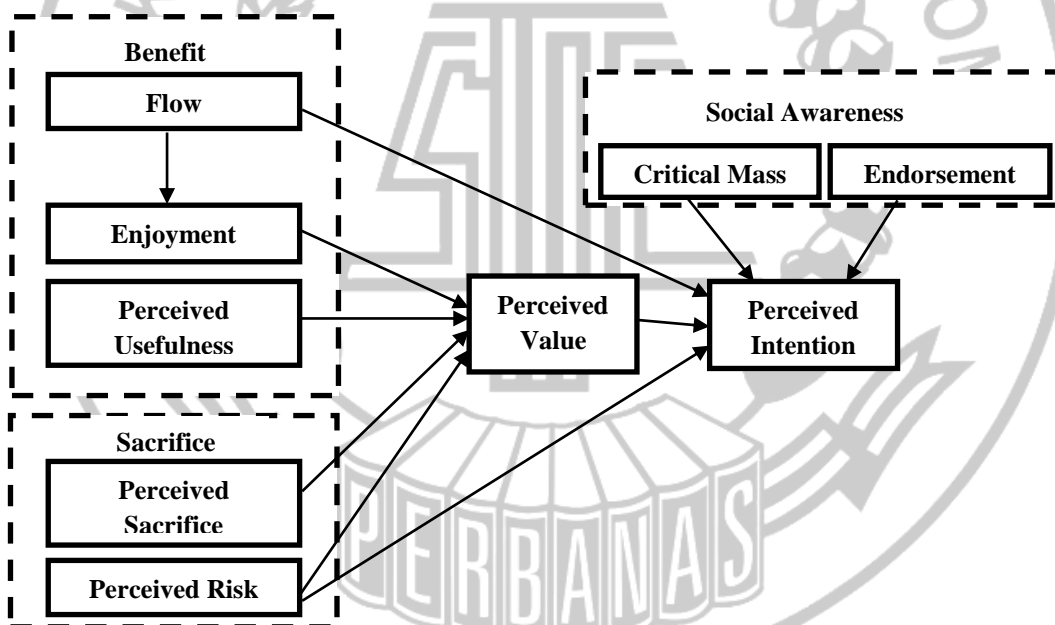 Benefit
Flow
Enjoyment
Perceived
Usefulness
Sacrifice
Perceived
Sacrifice
Perceived Risk
Perceived
Value
Social Awareness
Critical Mass
Endorsement
Perceived
Intention
PERBANAS